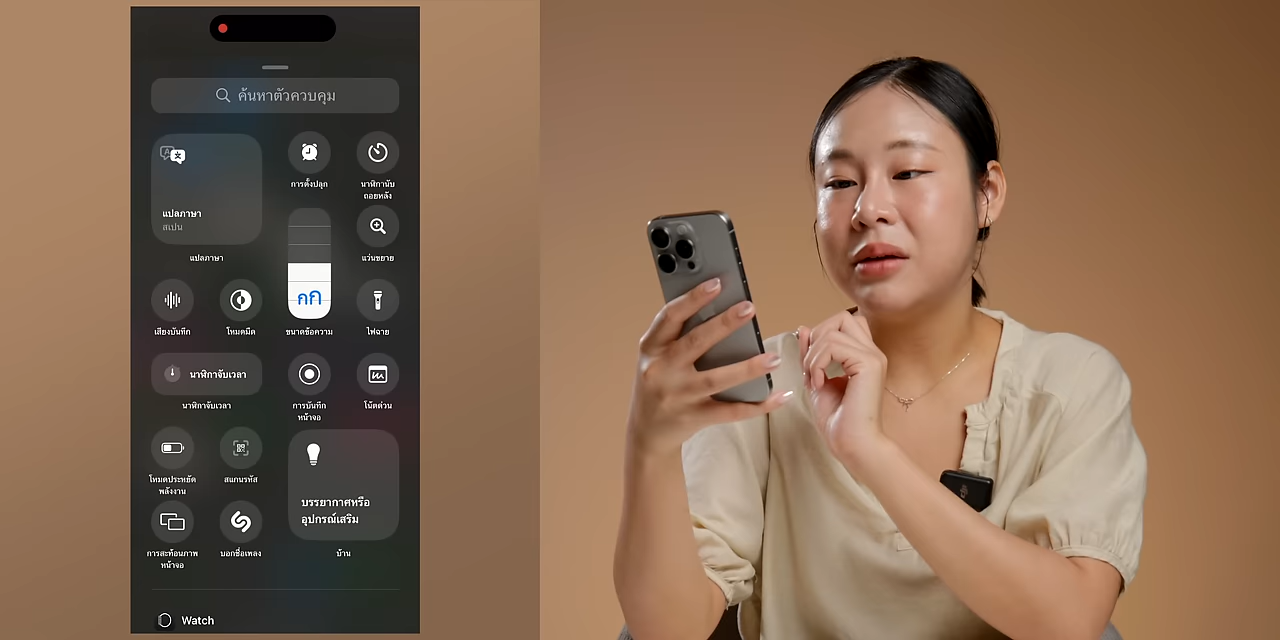 ค้นหาตัวควบคุม
แปลภาษา
สเปน
แปลภาษา
การตั้งปลุก
นาฬิกานับ
ถอยหลัง
แว่นขยาย
กก
เสียงบันทึก
โหมดมืด
ขนาดข้อความ
ไฟฉาย
นาฬิกาจับเวลา
นาฬิกาจับเวลา
การบันทึก
หน้าจอ
โน้ตด่วน
โหมดประหยัด
พลังงาน
สแกนรหัส
บรรยากาศหรือ
อุปกรณ์เสริม
การสะท้อนภาพ
หน้าจอ
บอกชื่อเพลง
บ้าน
Watch